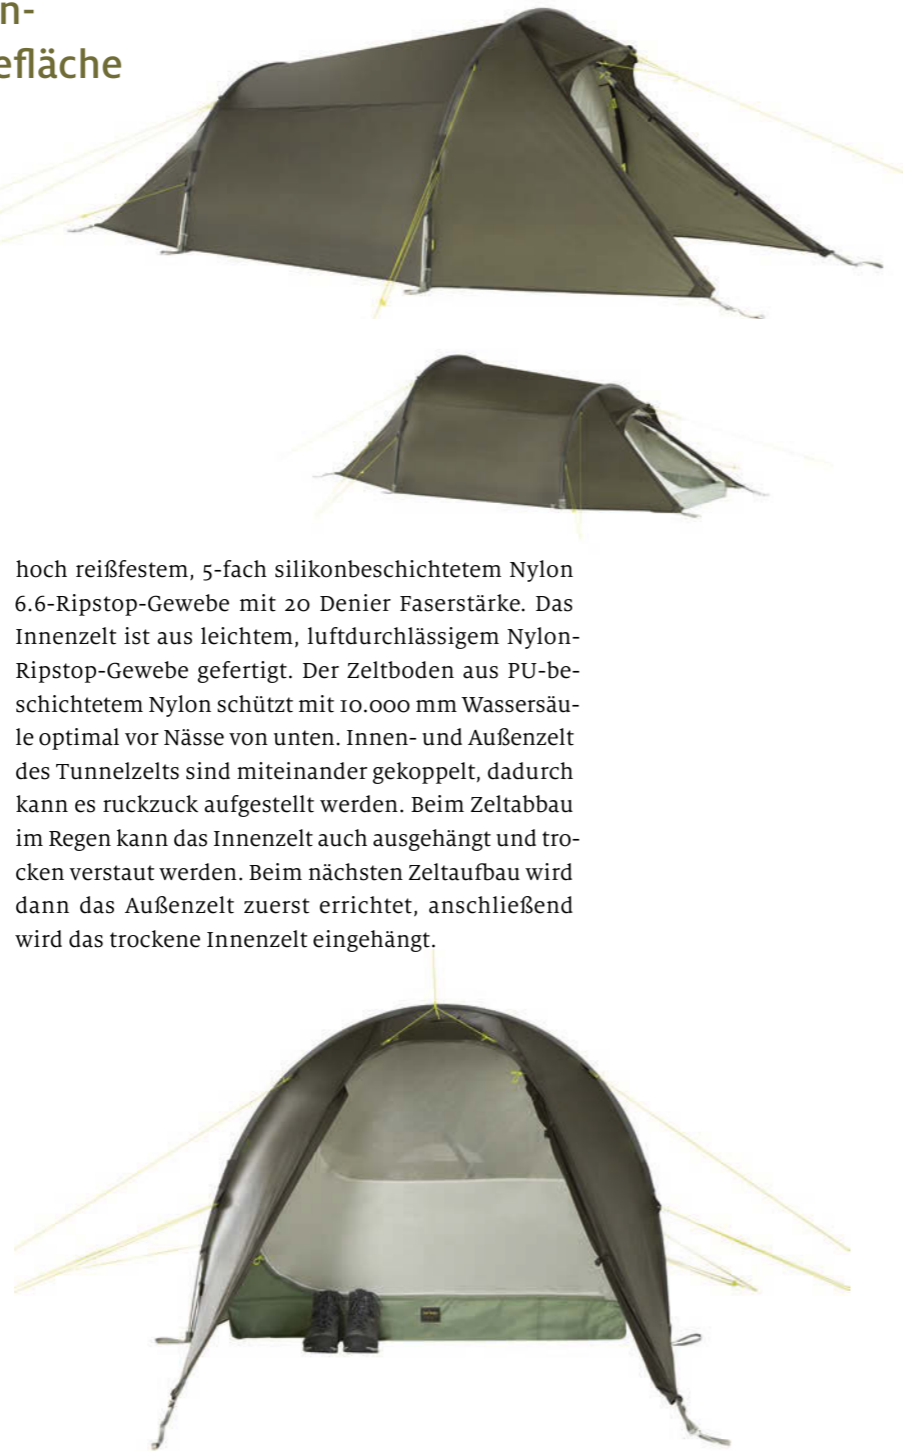 n-
efläche
hoch reißfestem, 5-fach silikonbeschichtetem Nylon
6.6-Ripstop-Gewebe mit 20 Denier Faserstärke. Das
Innenzelt ist aus leichtem, luftdurchlässigem Nylon-
Ripstop-Gewebe gefertigt. Der Zeltboden aus PU-be-
schichtetem Nylon schützt mit 10.000 mm Wassersäu-
le optimal vor Nässe von unten. Innen- und Außenzelt
des Tunnelzelts sind miteinander gekoppelt, dadurch
kann es ruckzuck aufgestellt werden. Beim Zeltabbau
im Regen kann das Innenzelt auch ausgehängt und tro-
cken verstaut werden. Beim nächsten Zeltaufbau wird
dann das Außenzelt zuerst errichtet, anschließend
wird das trockene Innenzelt eingehängt.